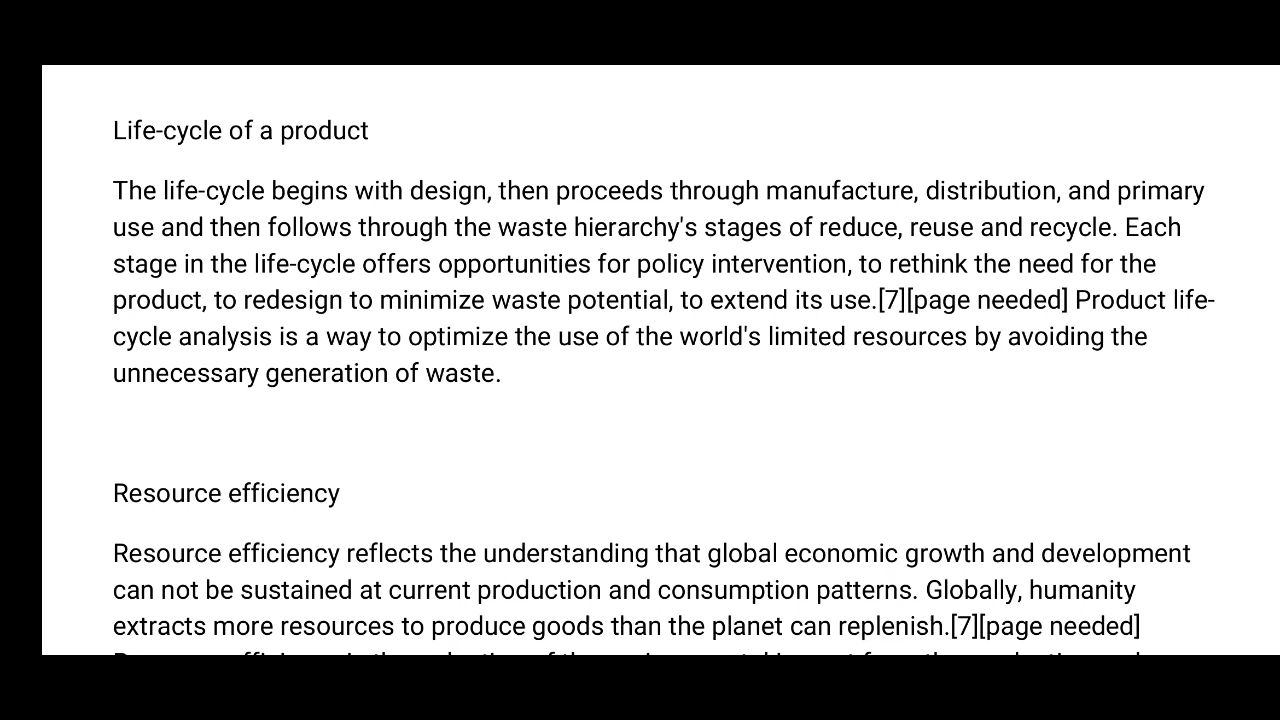 Life-cycle of a product
The life-cycle begins with design, then proceeds through manufacture, distribution, and primary
use and then follows through the waste hierarchy's stages of reduce, reuse and recycle. Each
stage in the life-cycle offers opportunities for policy intervention, to rethink the need for the
product, to redesign to minimize waste potential, to extend its use.[7][page needed] Product life-
cycle analysis is a way to optimize the use of the world's limited resources by avoiding the
unnecessary generation of waste.
Resource efficiency
Resource efficiency reflects the understanding that global economic growth and development
can not be sustained at current production and consumption patterns. Globally, humanity
extracts more resources to produce goods than the planet can replenish.[7][page needed]